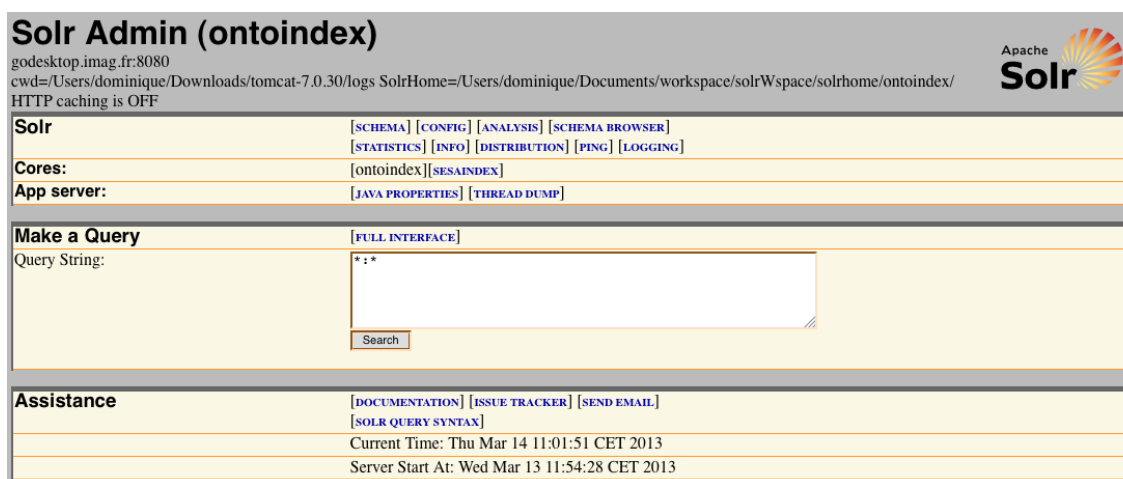 Solr Admin (ontoindex)
godesktop.imag.fr:8080
cwd=/Users/dominique/Downloads/tomcat-7.0.30/logs SolrHome=/Users/dominique/Documents/workspace/solrWspace/solrhome/ontoindex/
HTTP caching is OFF
Apache
Solr
Solr [SCHEMA] [CONFIG] [ANALYSIS] [SCHEMA BROWSER]
[STATISTICS] [INFO] [DISTRIBUTION] [PING] [LOGGING]
Cores: [ontoindex][SESAINDEX]
App server: [JAVA PROPERTIES] [THREAD DUMP]
Make a Query [FULL INTERFACE]
Query String: *:*
Search
Assistance [DOCUMENTATION] [ISSUE TRACKER] [SEND EMAIL]
[SOLR QUERY SYNTAX]
Current Time: Thu Mar 14 11:01:51 CET 2013
Server Start At: Wed Mar 13 11:54:28 CET 2013